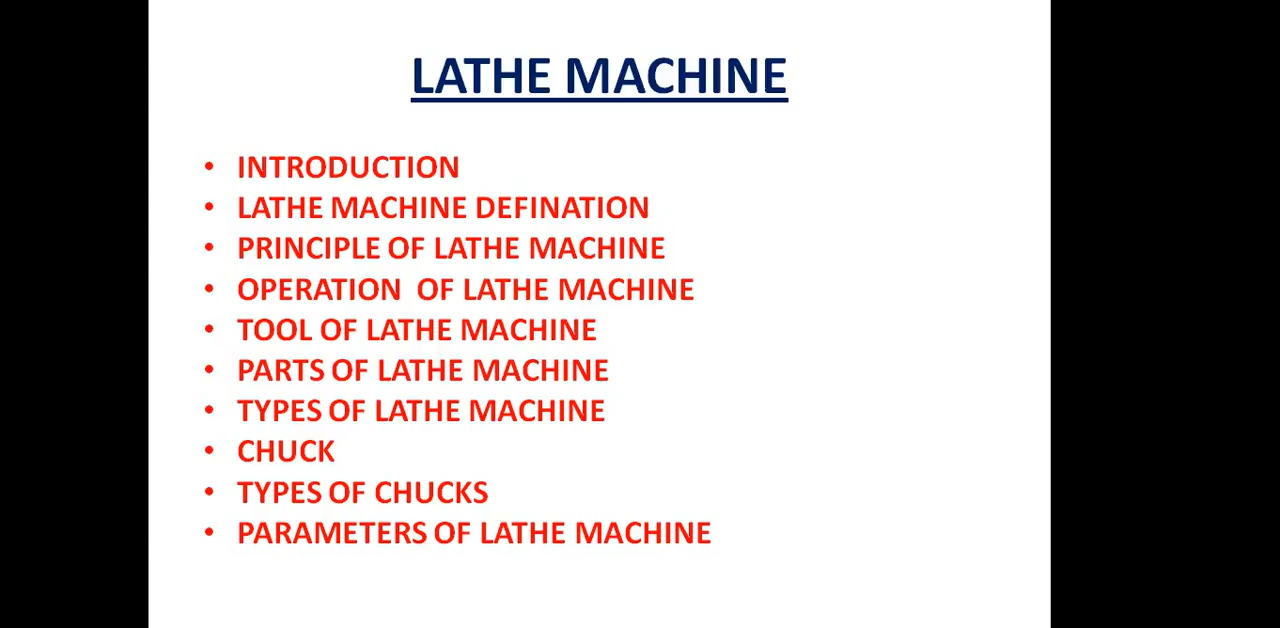 LATHE MACHINE
• INTRODUCTION
• LATHE MACHINE DEFINATION
• PRINCIPLE OF LATHE MACHINE
• OPERATION  OF LATHE MACHINE
• TOOL OF LATHE MACHINE
• PARTS OF LATHE MACHINE
• TYPES OF LATHE MACHINE
• CHUCK
• TYPES OF CHUCKS
• PARAMETERS OF LATHE MACHINE